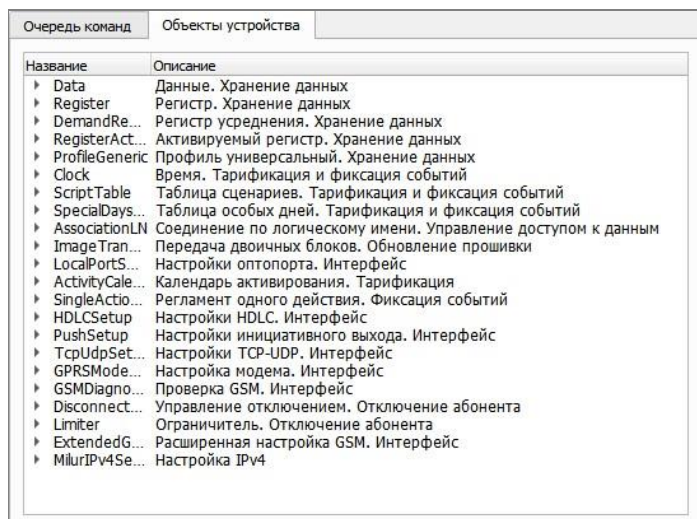 Очередь команд Объекты устройства
Название Описание
Data Данные. Хранение данных
Register Регистр. Хранение данных
DemandRe... Регистр усреднения. Хранение данных
RegisterAct... Активируемый регистр. Хранение данных
ProfileGeneric Профиль универсальный. Хранение данных
Clock Время. Тарификация и фиксация событий
ScriptTable Таблица сценариев. Тарификация и фиксация событий
SpecialDays... Таблица особых дней. Тарификация и фиксация событий
AssociationLN Соединение по логическому имени. Управление доступом к данным
ImageTran... Передача двоичных блоков. Обновление прошивки
LocalPortS... Настройки оптопорта. Интерфейс
ActivityCale... Календарь активирования. Тарификация
SingleActio... Регламент одного действия. Фиксация событий
HDLCSetup Настройки HDLC. Интерфейс
PushSetup Настройки инициативного выхода. Интерфейс
TcpUdpSet... Настройки TCP-UDP. Интерфейс
GPRSMode... Настройка модема. Интерфейс
GSMDiagno... Проверка GSM. Интерфейс
Disconnect... Управление отключением. Отключение абонента
Limiter Ограничитель. Отключение абонента
ExtendedG... Расширенная настройка GSM. Интерфейс
MilurIPv4Se... Настройка IPv4